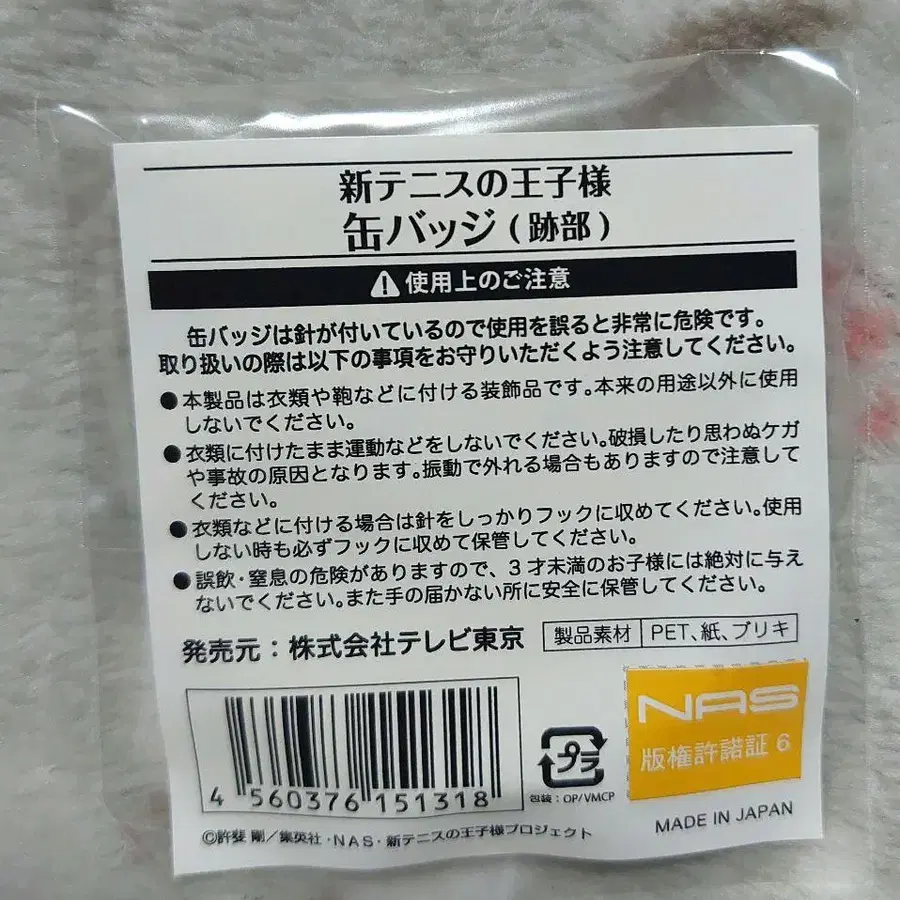 新テニスの王子様
缶バッジ(跡部)
使用上のご注意
缶バッジは針が付いているので使用を誤ると非常に危険です。
取り扱いの際は以下の事項をお守りいただくよう注意してください。
●本製品は衣類や鞄などに付ける装飾品です。本来の用途以外に使用
しないでください。
●衣類に付けたまま運動などをしないでください。破損したり思わぬケガ
や事故の原因となります。振動で外れる場合もありますので注意して
ください。
●衣類などに付ける場合は針をしっかりフックに収めてください。使用
しない時も必ずフックに収めて保管してください。
●誤飲・窒息の危険がありますので、3才未満のお子様には絶対に与え
ないでください。また手の届かない所に安全に保管してください。
発売元:株式会社テレビ東京
製品素材 PET、紙、ブリキ
4 560376 151318
プラ
包装:OP/VMCP
NAS
版権許諾証 6
MADE IN JAPAN
©許斐 剛/集英社・NAS・新テニスの王子様プロジェクト